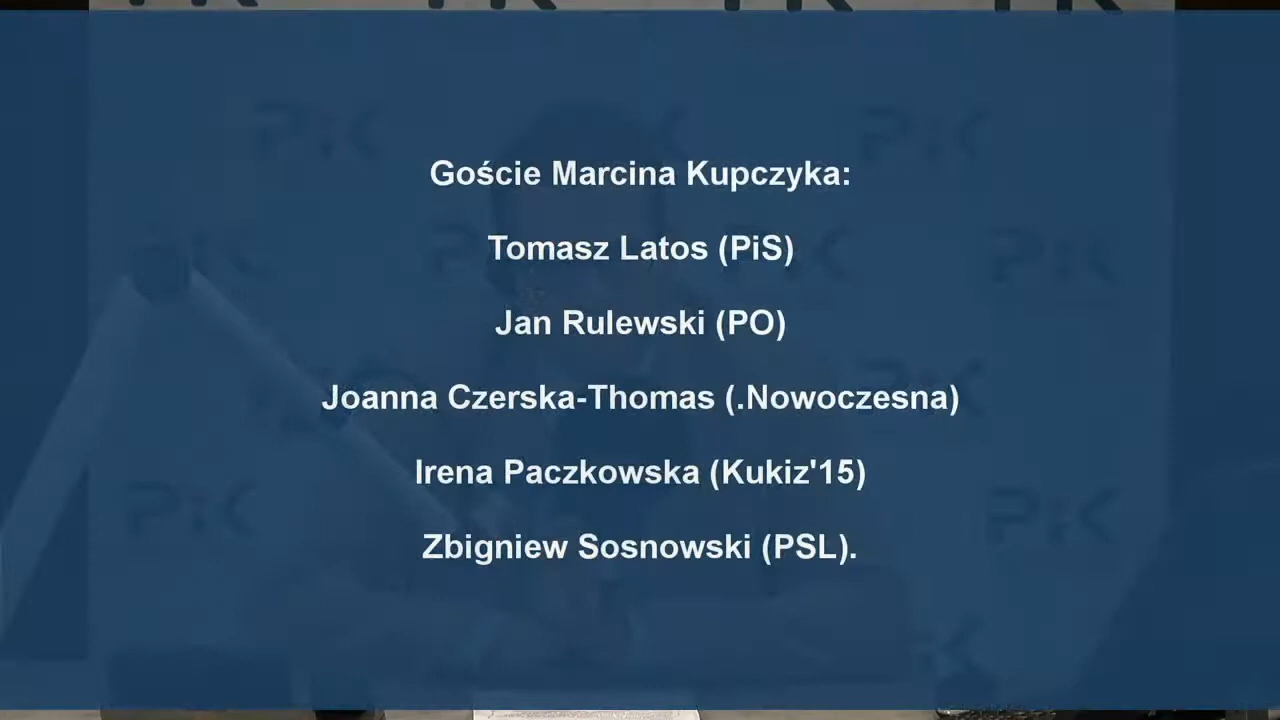 Goście Marcina Kupczyka:
Tomasz Latos (PiS)
Jan Rulewski (PO)
Joanna Czerska-Thomas (.Nowoczesna)
Irena Paczkowska (Kukiz'15)
Zbigniew Sosnowski (PSL).